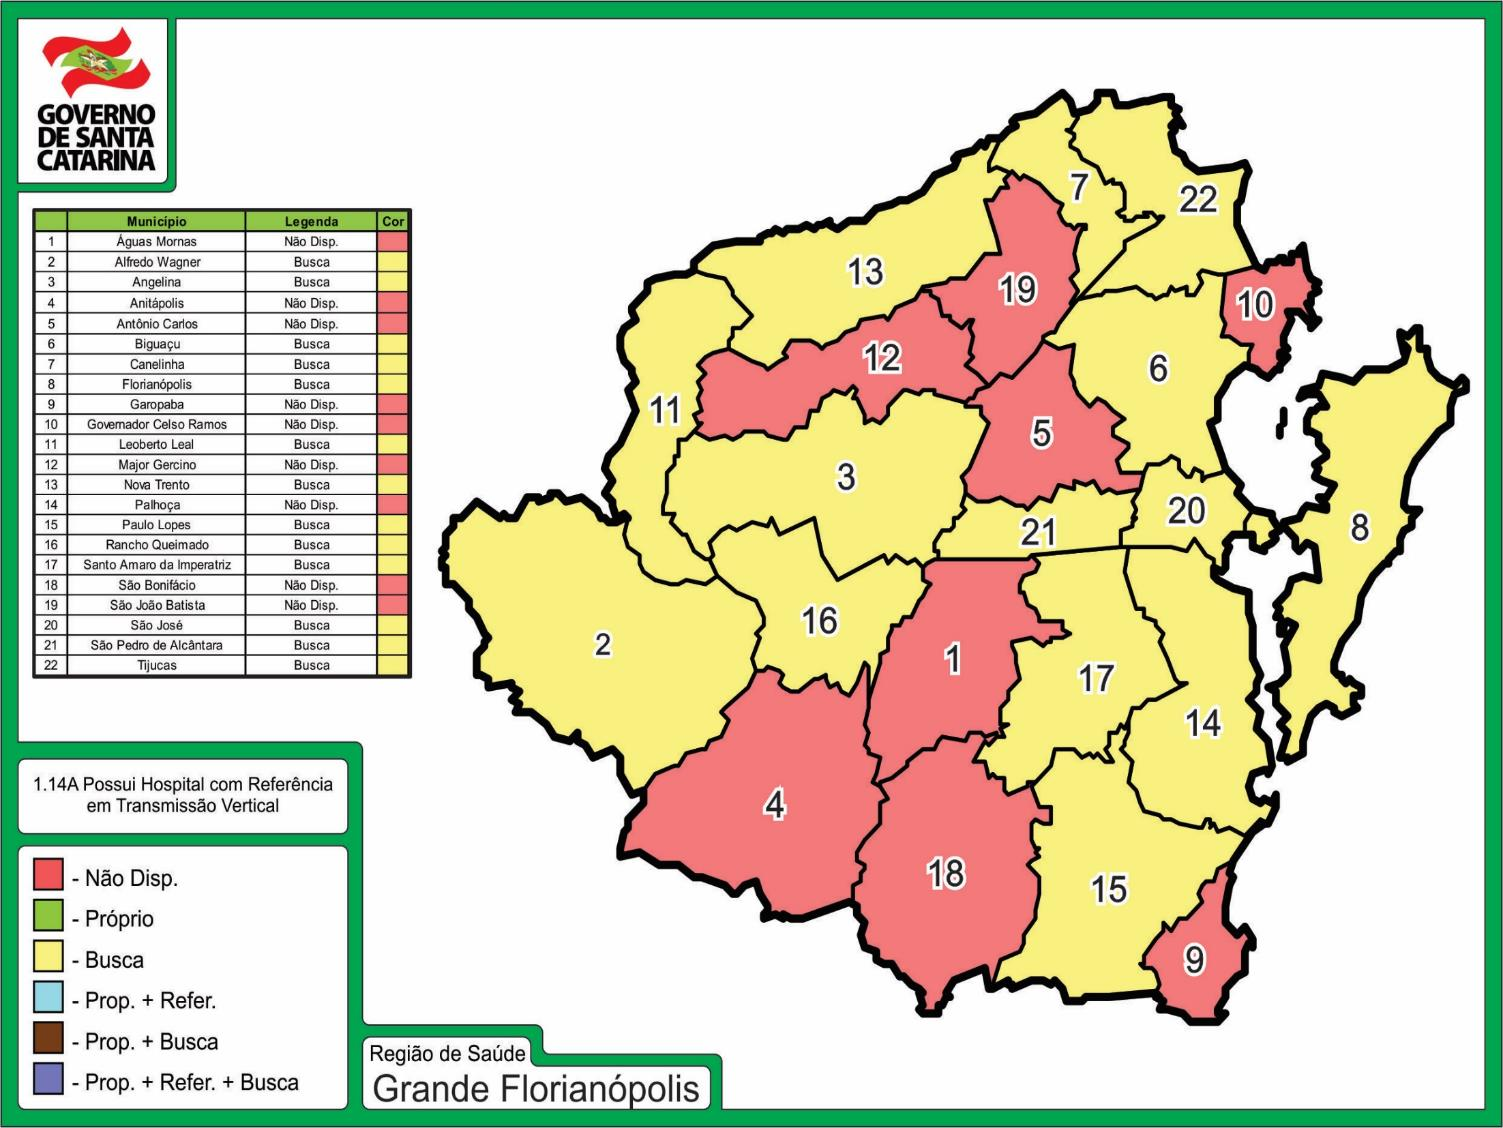 GOVERNO
DE SANTA
CATARINA
Município Legenda Cor
1 Águas Mornas Não Disp.
2 Alfredo Wagner Busca
3 Angelina Busca
4 Anitápolis Não Disp.
5 Antônio Carlos Não Disp.
6 Biguaçu Busca
7 Canelinha Busca
8 Florianópolis Busca
9 Garopaba Não Disp.
10 Governador Celso Ramos Não Disp.
11 Leoberto Leal Busca
12 Major Gercino Não Disp.
13 Nova Trento Busca
14 Palhoça Não Disp.
15 Paulo Lopes Busca
16 Rancho Queimado Busca
17 Santo Amaro da Imperatriz Busca
18 São Bonifácio Não Disp.
19 São João Batista Não Disp.
20 São José Busca
21 São Pedro de Alcântara Busca
22 Tijucas Busca
7
22
13
19
10
12
6
11
5
3
20
21
8
16
2
1
17
14
4
18
15
9
1.14A Possui Hospital com Referência
em Transmissão Vertical
- Não Disp.
- Próprio
- Busca
- Prop. + Refer.
- Prop. + Busca
- Prop. + Refer. + Busca
Região de Saúde
Grande Florianópolis